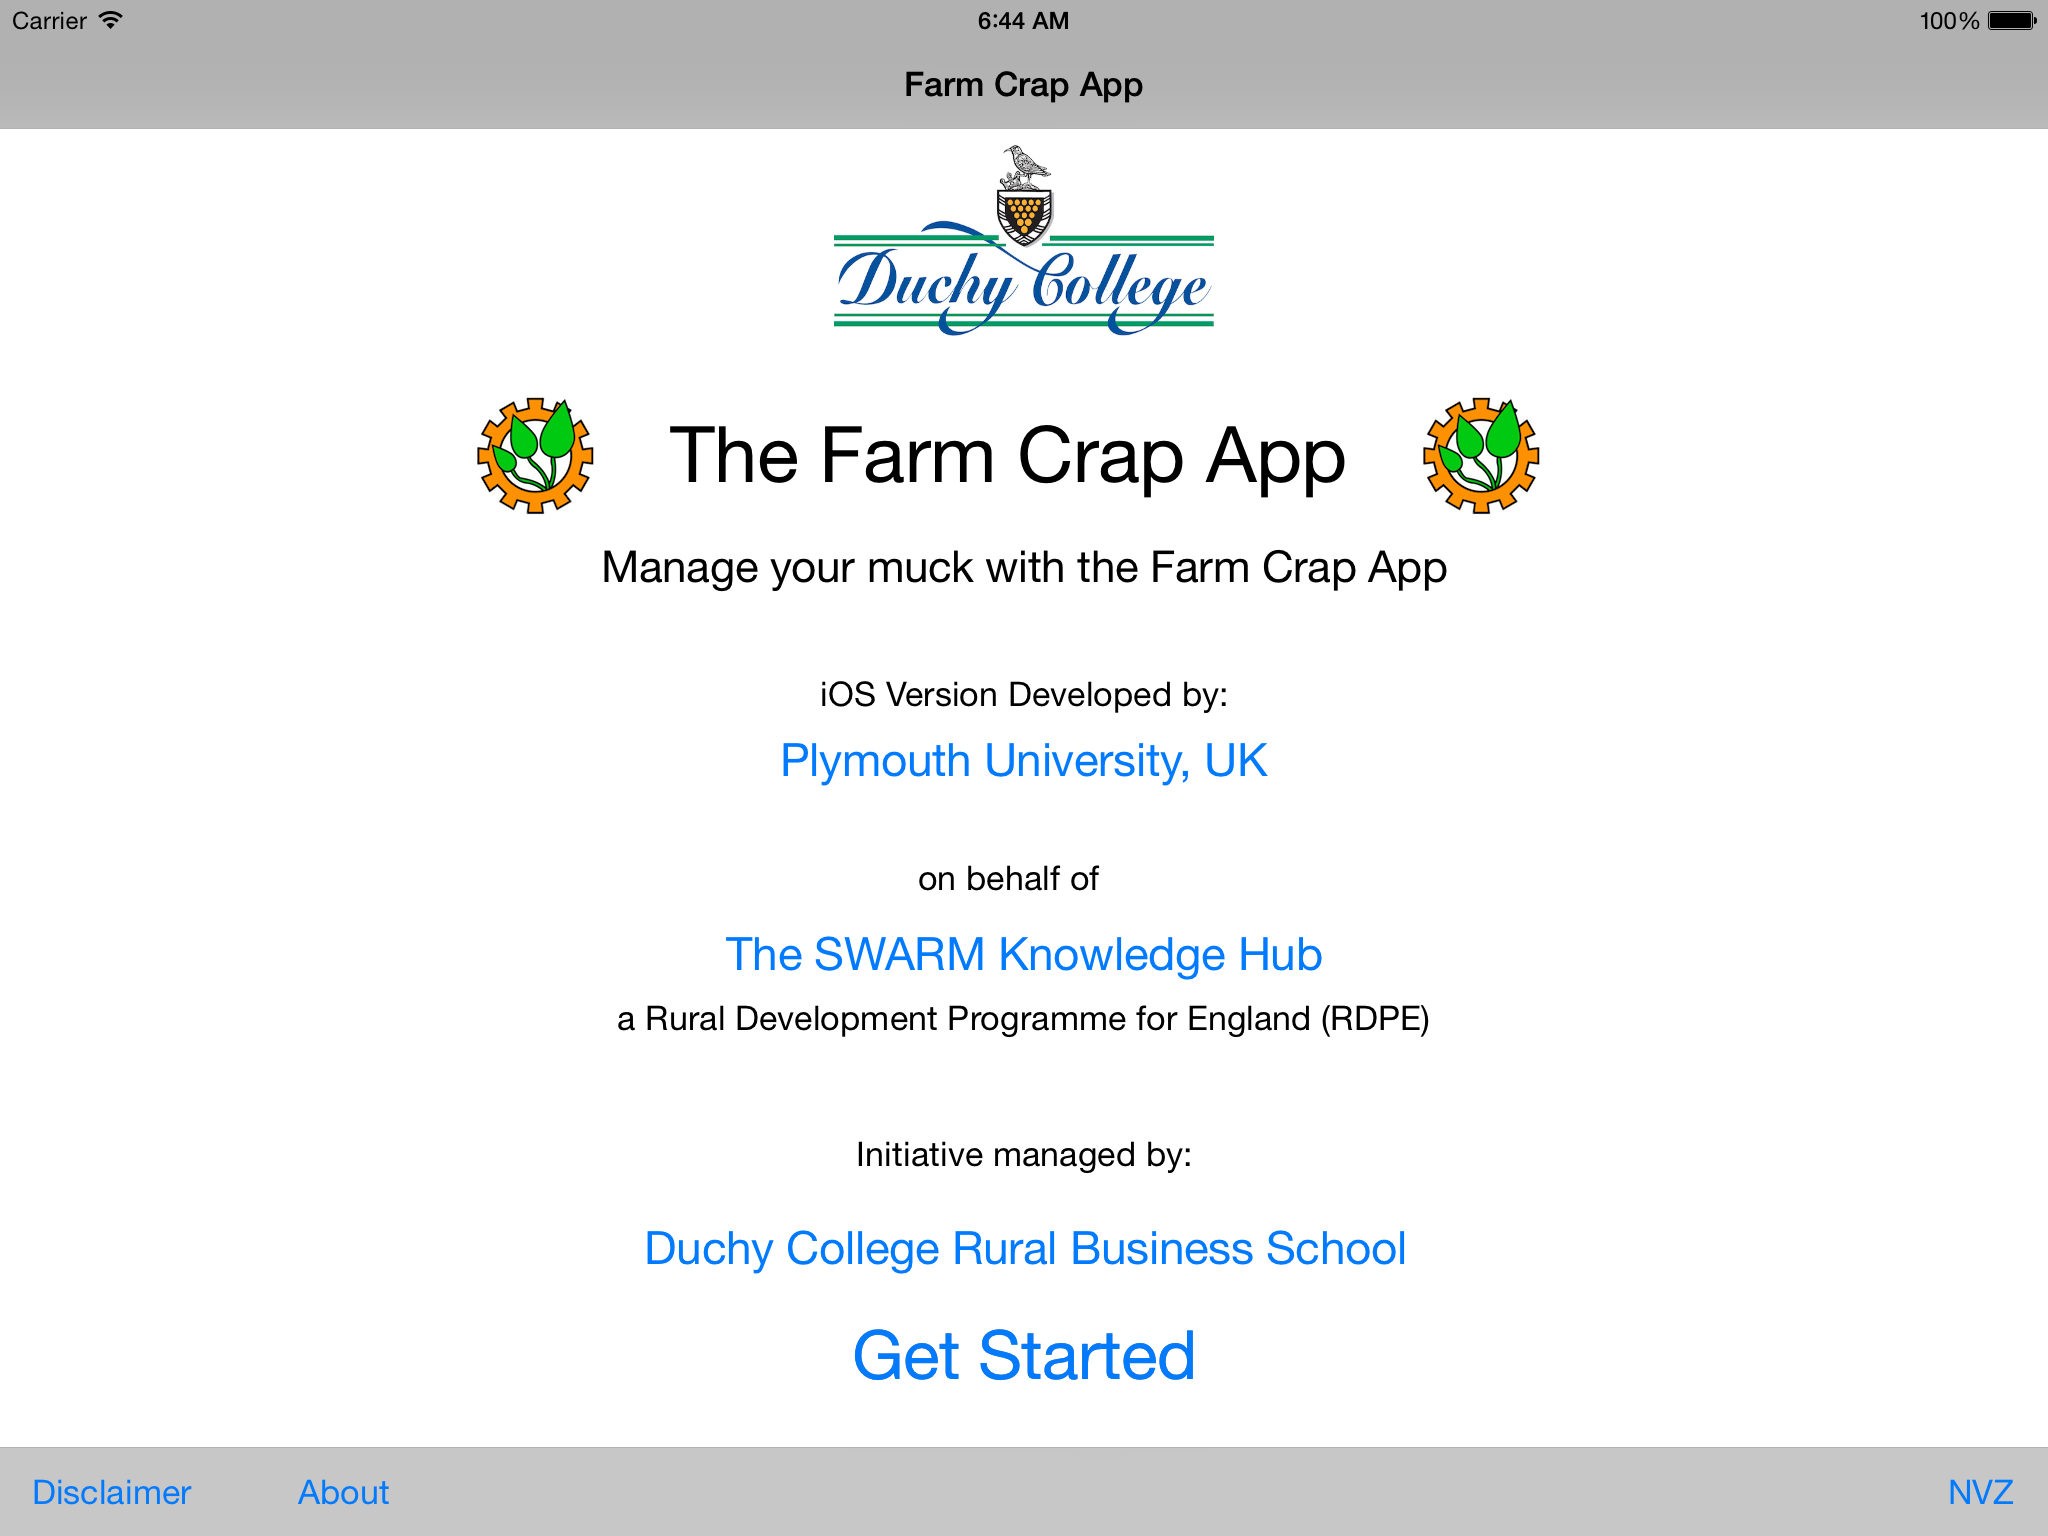 Carrier 6:44 AM 100%
Farm Crap App
Duchy College
The Farm Crap App
Manage your muck with the Farm Crap App
iOS Version Developed by:
Plymouth University, UK
on behalf of
The SWARM Knowledge Hub
a Rural Development Programme for England (RDPE)
Initiative managed by:
Duchy College Rural Business School
Get Started
Disclaimer About NVZ